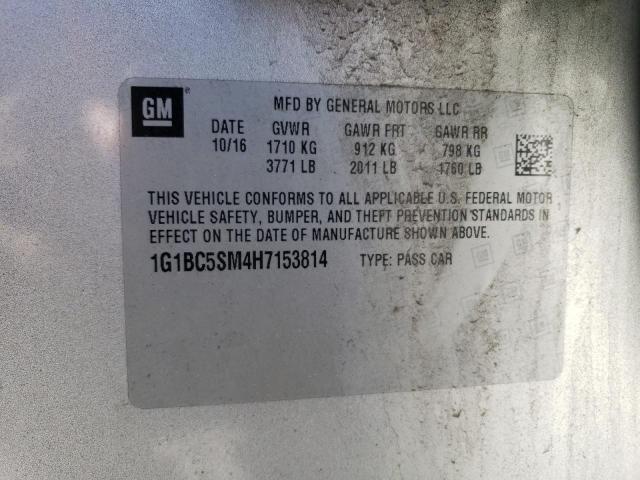 GM
MFD BY GENERAL MOTORS LLC
DATE GVWR GAWR FRT GAWR RR
10/16 1710 KG 912 KG 798 KG
3771 LB 2011 LB 1760 LB
THIS VEHICLE CONFORMS TO ALL APPLICABLE U.S. FEDERAL MOTOR
VEHICLE SAFETY, BUMPER, AND THEFT PREVENTION STANDARDS IN
EFFECT ON THE DATE OF MANUFACTURE SHOWN ABOVE.
1G1BC5SM4H7153814 TYPE: PASS CAR